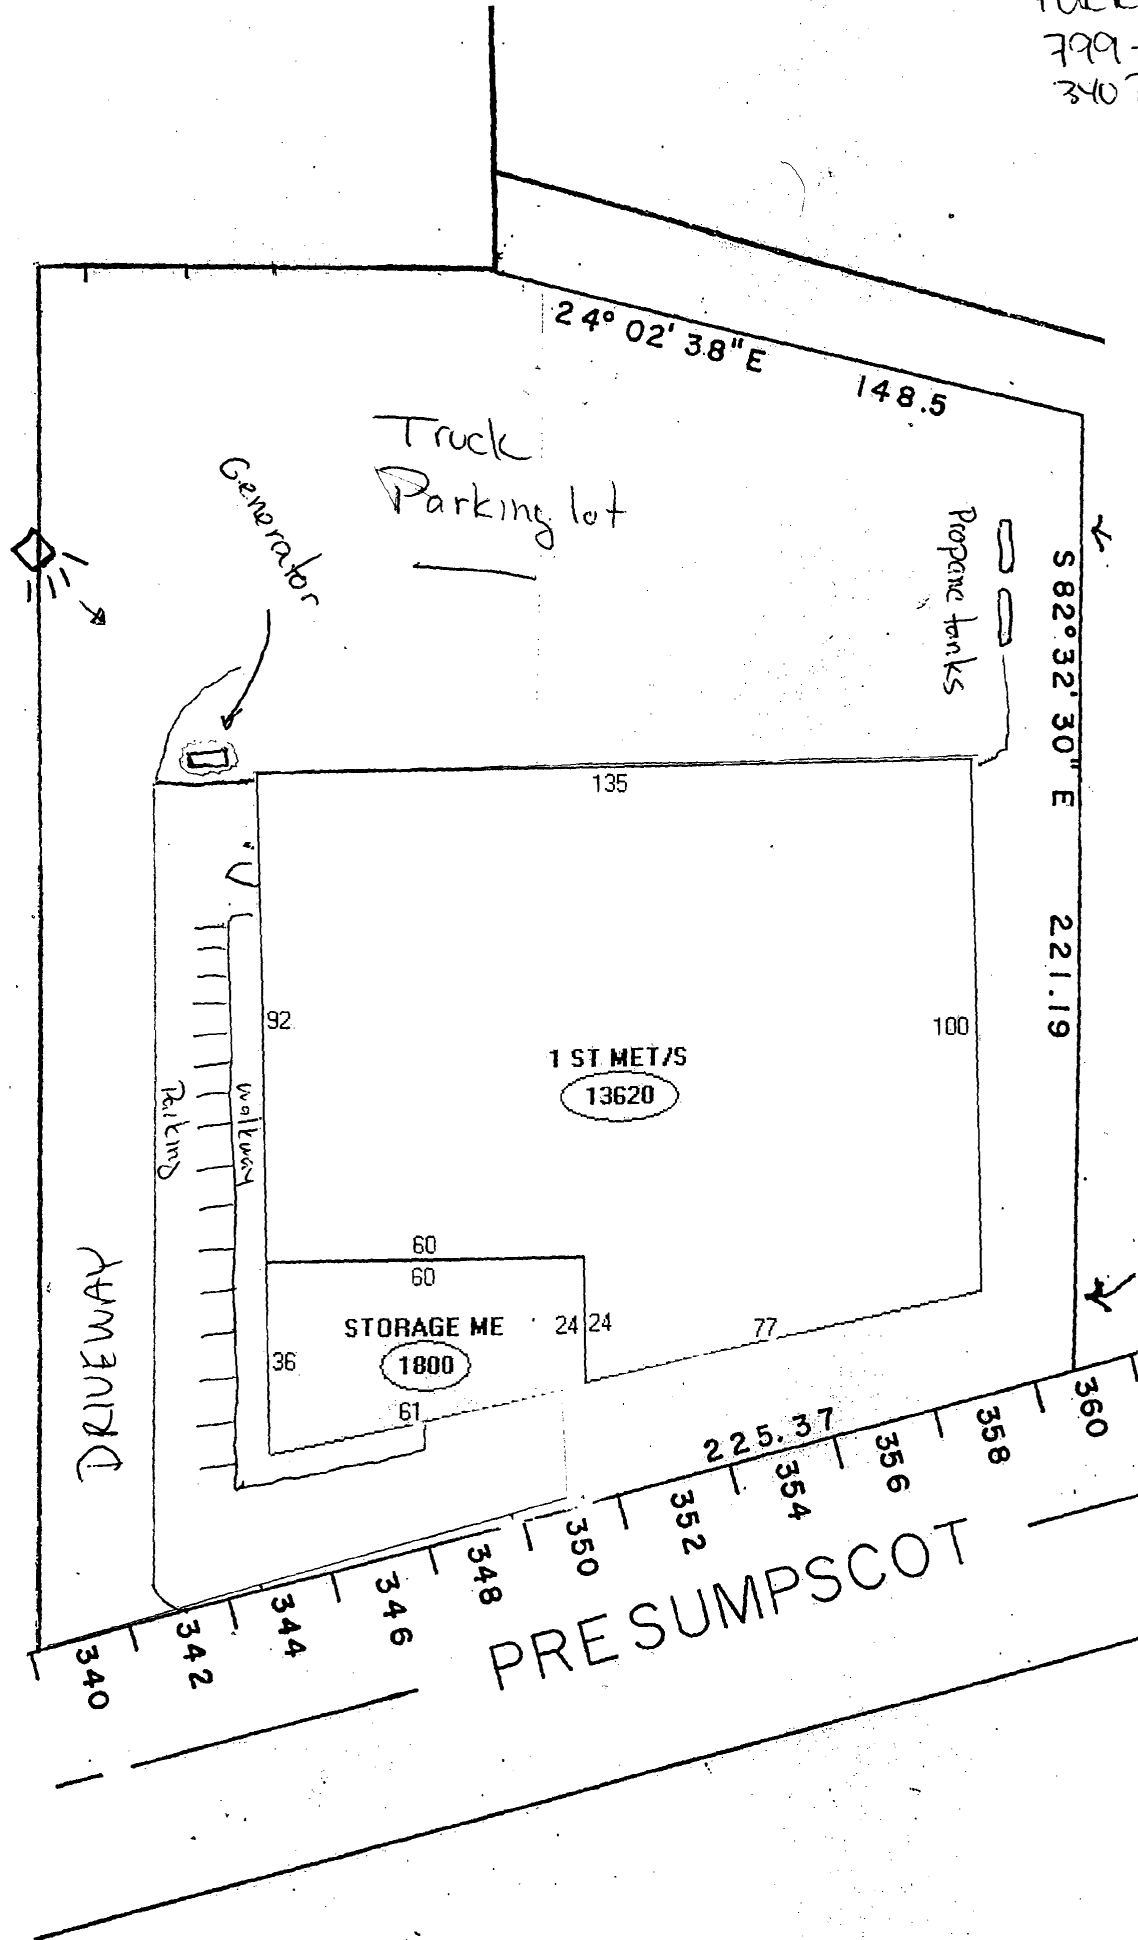 799-
340
24° 02' 38" E
148.5
Truck
Parking lot
Generator
Propane tanks
S 82° 32' 30" E
221.19
135
92
100
1 ST MET/S
13620
Parking
walkway
DRIVEWAY
60
60
STORAGE ME
24
24
77
36
1800
61
225.37
340
342
344
346
348
350
352
354
356
358
360
PRESUMPSCOT